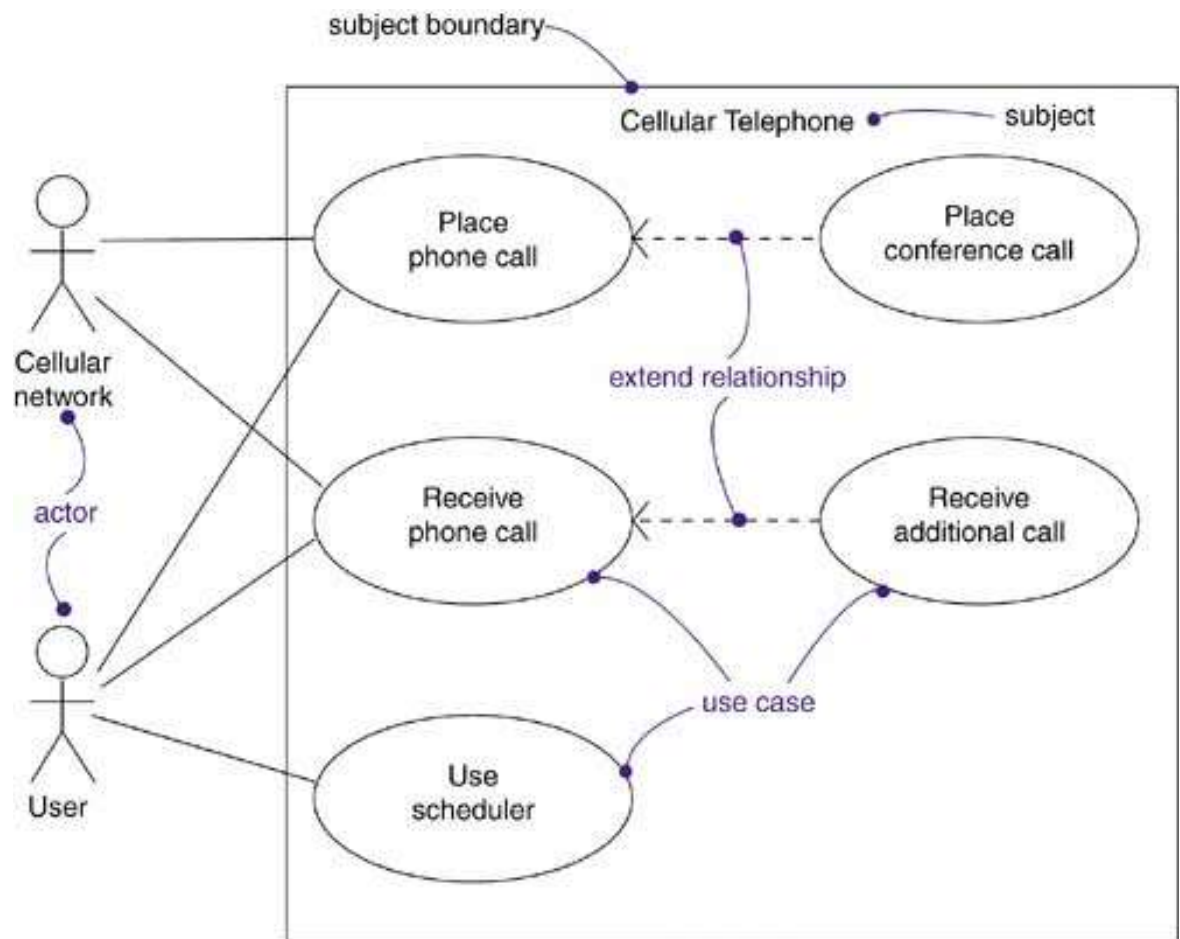 subject boundary
Cellular Telephone
subject
Place
phone call
Place
conference call
Cellular
network
extend relationship
actor
Receive
phone call
Receive
additional call
use case
Use
scheduler
User